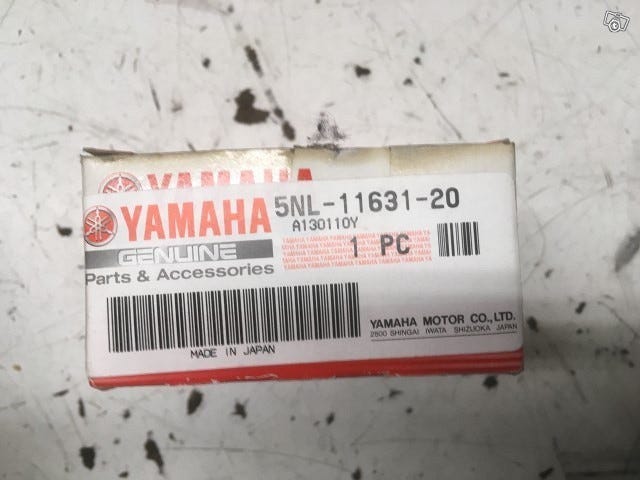 YAMAHA
YAMAHA 5NL-11631-20
A130110Y
GENUINE
1 PC
Parts & Accessories
MADE IN JAPAN
YAMAHA MOTOR CO., LTD.
2500 SHINGAI IWATA SHIZUOKA JAPAN